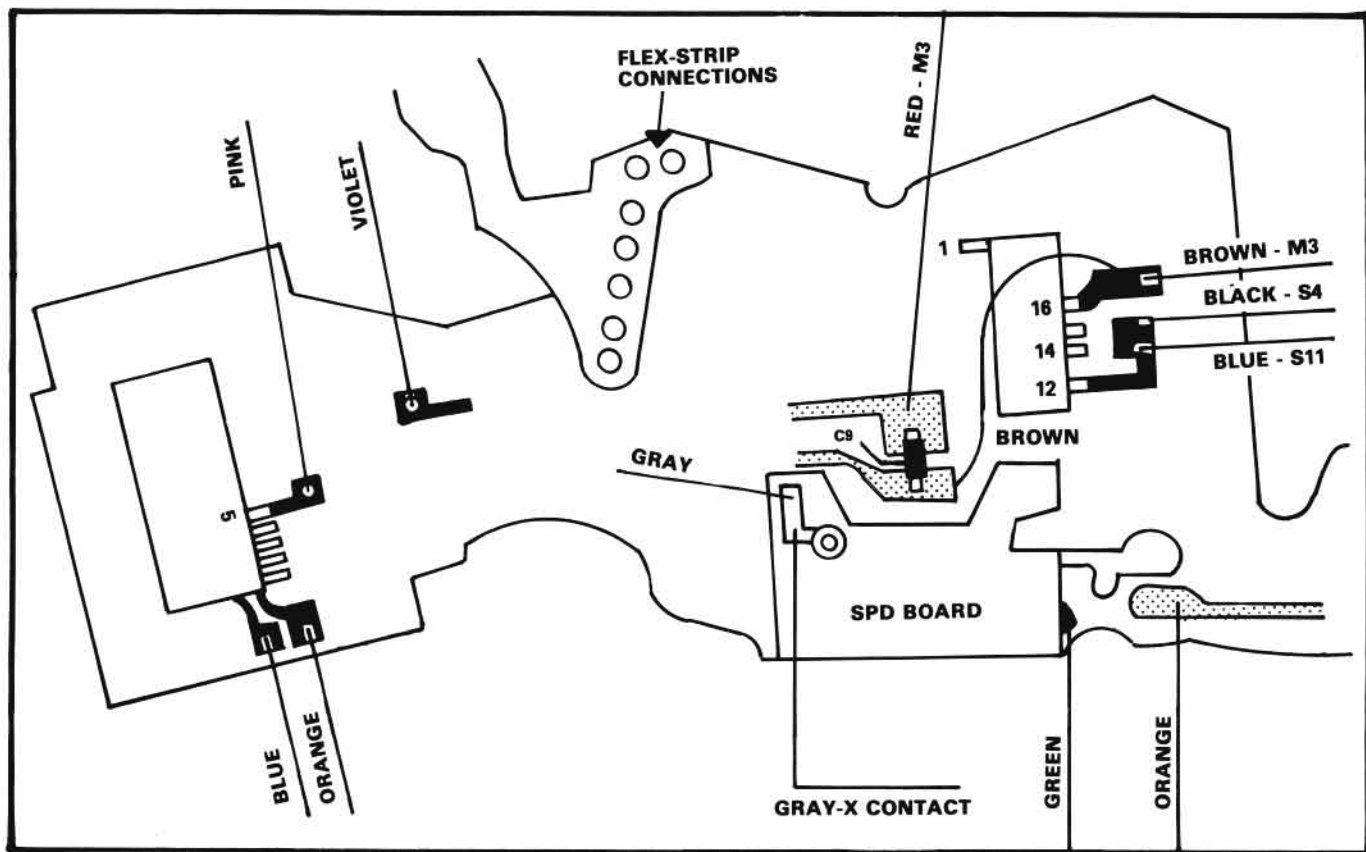 FLEX-STRIP
CONNECTIONS
RED - M3
PINK
VIOLET
1
BROWN - M3
16
BLACK - S4
14
BLUE - S11
12
C9
BROWN
GRAY
5
SPD BOARD
BLUE
ORANGE
GRAY-X CONTACT
GREEN
ORANGE